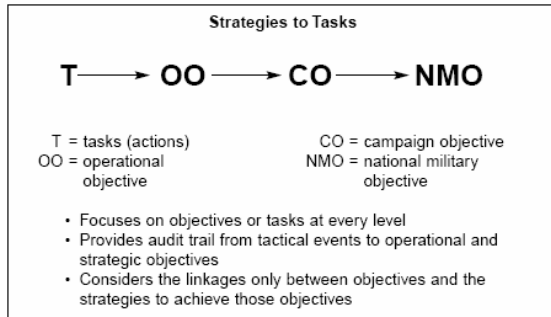 Strategies to Tasks
T OO CO NMO
T = tasks (actions)
OO = operational
objective
CO = campaign objective
NMO = national military
objective
• Focuses on objectives or tasks at every level
• Provides audit trail from tactical events to operational and
strategic objectives
• Considers the linkages only between objectives and the
strategies to achieve those objectives